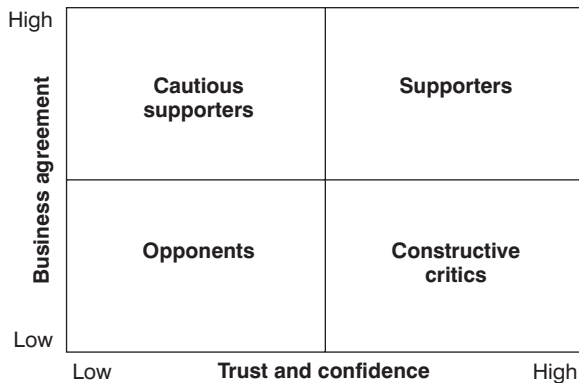 High
Cautious
supporters
Supporters
Business agreement
Opponents
Constructive
critics
Low
Low
Trust and confidence
High